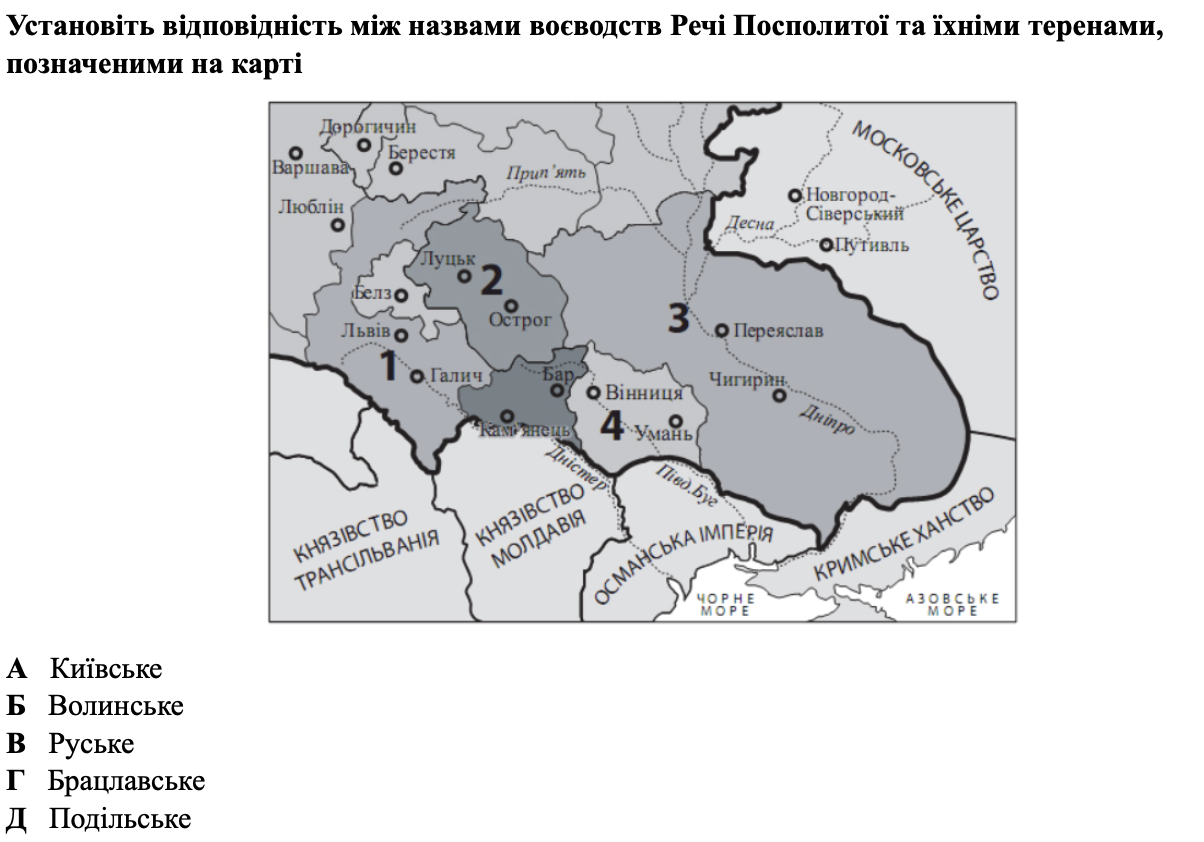 Установіть відповідність між назвами воєводств Речі Посполитої та їхніми теренами,
позначеними на карті
Дорогичин
Варшава
Берестя
Прип'ять
Люблін
МОСКОВСЬКЕ ЦАРСТВО
Новгород-
Сіверський
Десна
Путивль
Луцьк
2
Белз
Острог
Львів
3
Переяслав
1
Галич
Бар
Вінниця
Чигирин
4
Умань
Дніпро
Кам'янець
Дністер
Півд.Буг
КНЯЗІВСТВО
ТРАНСІЛЬВАНІЯ
КНЯЗІВСТВО
МОЛДАВІЯ
ОСМАНСЬКА ІМПЕРІЯ
КРИМСЬКЕ ХАНСТВО
ЧОРНЕ
МОРЕ
АЗОВСЬКЕ
МОРЕ
А Київське
Б Волинське
В Руське
Г Брацлавське
Д Подільське